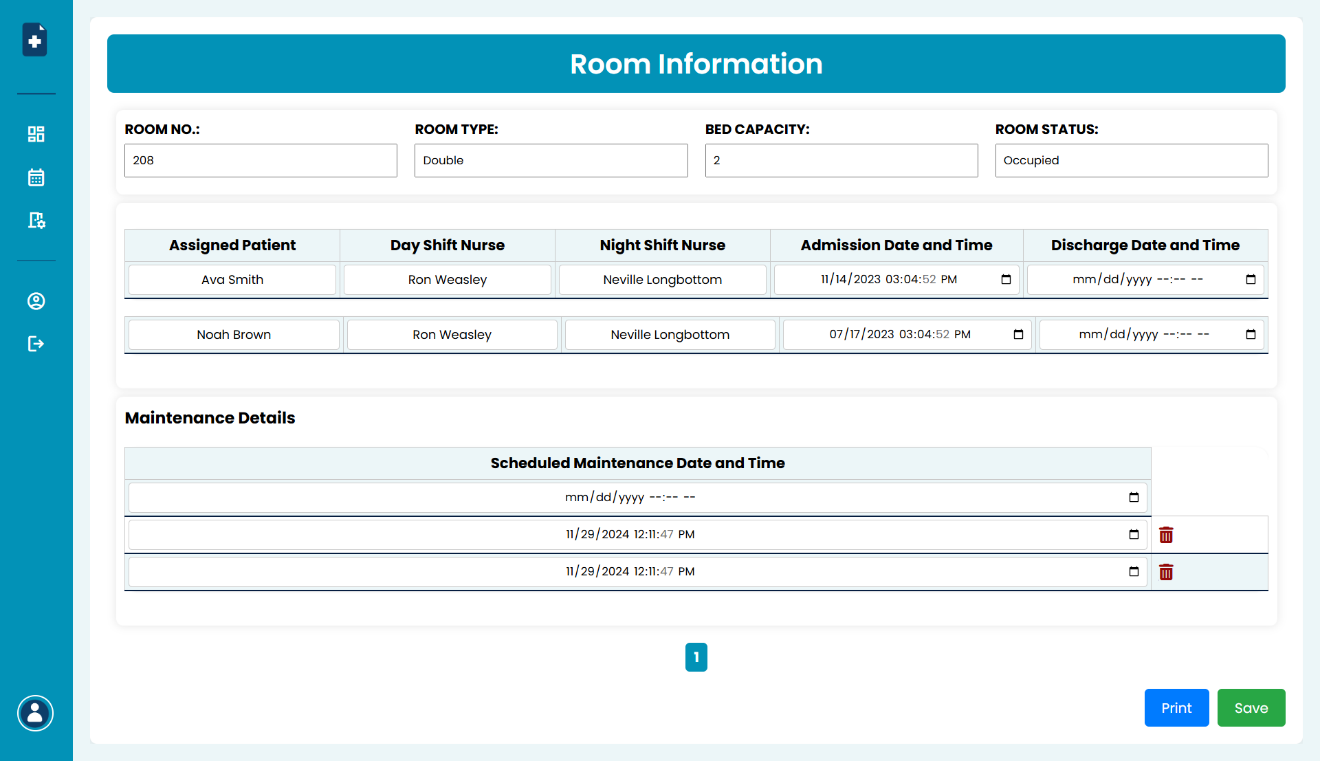 Room Information
ROOM NO.: ROOM TYPE: BED CAPACITY: ROOM STATUS:
208 Double 2 Occupied
Assigned Patient Day Shift Nurse Night Shift Nurse Admission Date and Time Discharge Date and Time
Ava Smith Ron Weasley Neville Longbottom 11/14/2023 03:04:52 PM mm/dd/yyyy --:-- --
Noah Brown Ron Weasley Neville Longbottom 07/17/2023 03:04:52 PM mm/dd/yyyy --:-- --
Maintenance Details
Scheduled Maintenance Date and Time
mm/dd/yyyy --:-- --
11/29/2024 12:11:47 PM
11/29/2024 12:11:47 PM
1
Print Save